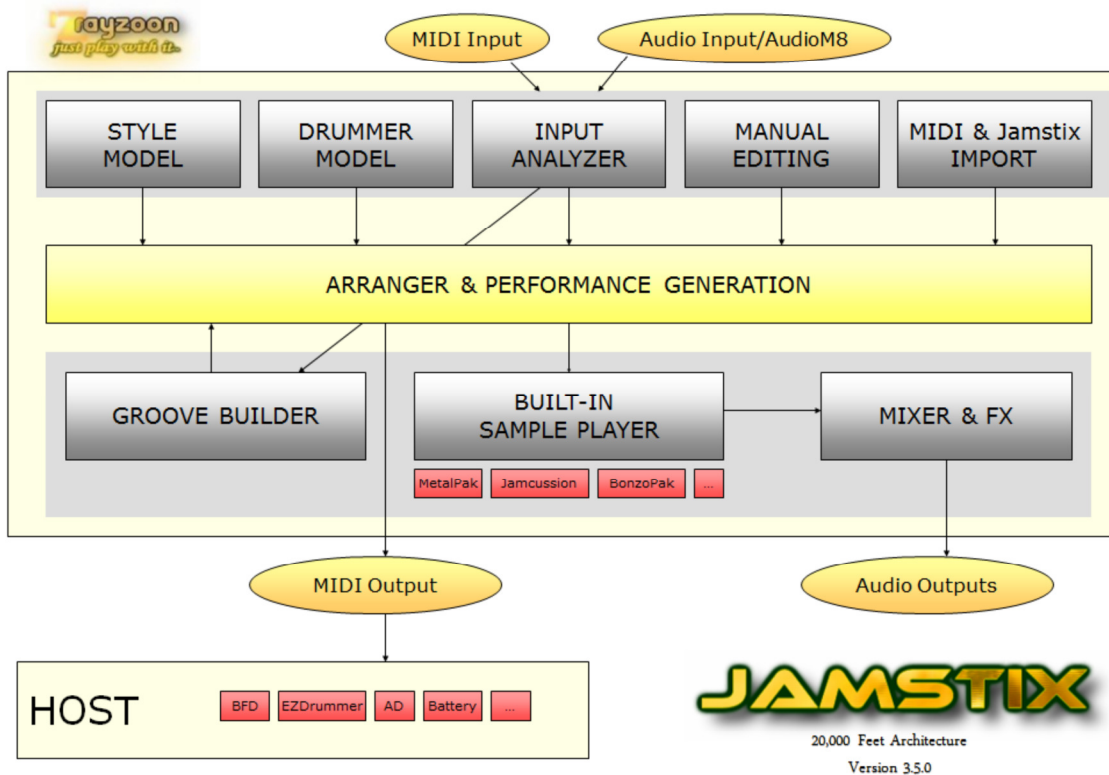 rayzoon
just play with it...
MIDI Input
Audio Input/AudioM8
STYLE
MODEL
DRUMMER
MODEL
INPUT
ANALYZER
MANUAL
EDITING
MIDI & Jamstix
IMPORT
ARRANGER & PERFORMANCE GENERATION
GROOVE BUILDER
BUILT-IN
SAMPLE PLAYER
MIXER & FX
MetalPak
Jamcussion
BonzoPak
...
MIDI Output
Audio Outputs
HOST
BFD
EZDrummer
AD
Battery
...
JAMSTIX
20,000 Feet Architecture
Version 3.5.0